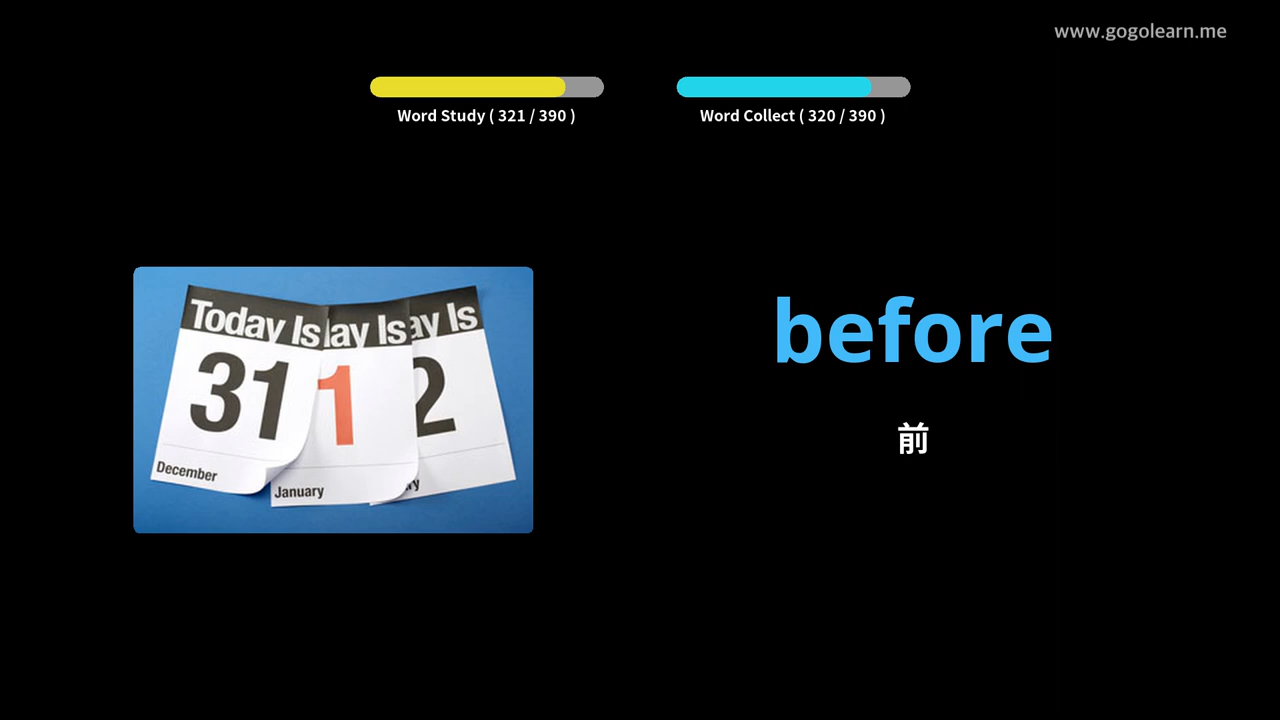 www.gogolearn.me
Word Study ( 321 / 390 )
Word Collect ( 320 / 390 )
Today Is
ay Is
ay Is
31
1
2
December
January
ry
before
前